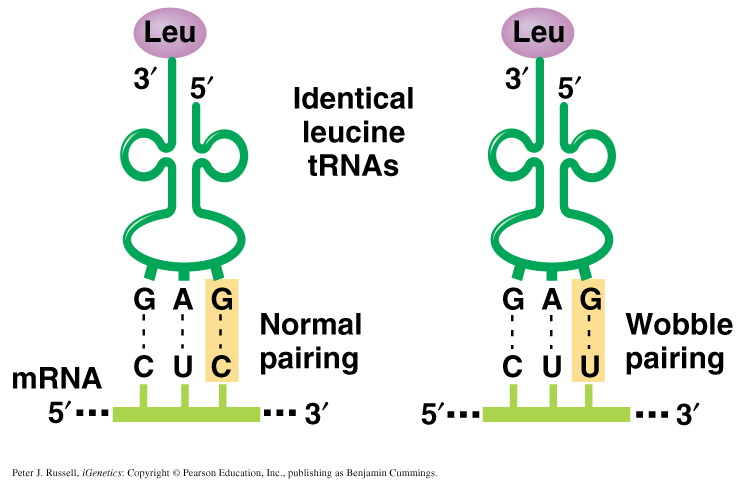 Leu
3′ 5′
Identical
leucine
tRNAs
G A G
C U C
Normal
pairing
mRNA
5′ 3′
Leu
3′ 5′
G A G
C U U
Wobble
pairing
5′ 3′
Peter J. Russell, iGenetics: Copyright © Pearson Education, Inc., publishing as Benjamin Cummings.